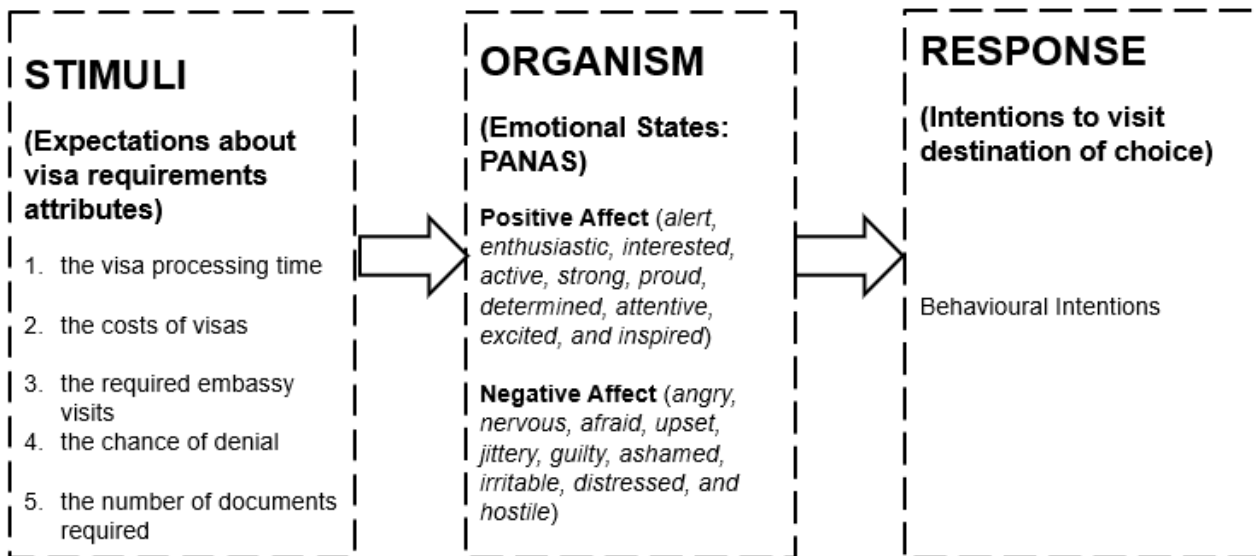 STIMULI
(Expectations about
visa requirements
attributes)
1. the visa processing time
2. the costs of visas
3. the required embassy
visits
4. the chance of denial
5. the number of documents
required
ORGANISM
(Emotional States:
PANAS)
Positive Affect (alert,
enthusiastic, interested,
active, strong, proud,
determined, attentive,
excited, and inspired)
Negative Affect (angry,
nervous, afraid, upset,
jittery, guilty, ashamed,
irritable, distressed, and
hostile)
RESPONSE
(Intentions to visit
destination of choice)
Behavioural Intentions